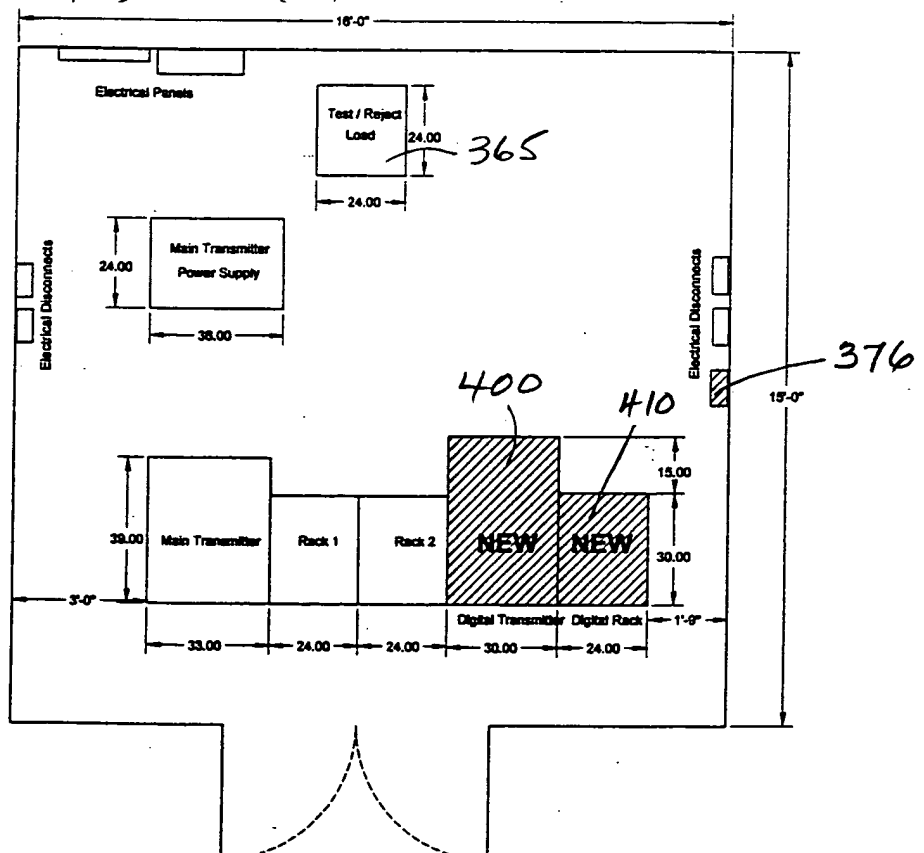 16'-0"
Electrical Panels
Test / Reject
Load
24.00
365
24.00
Main Transmitter
Power Supply
24.00
36.00
Electrical Disconnects
Electrical Disconnects
376
400
410
15'-0"
15.00
39.00
Main Transmitter
Rack 1
Rack 2
NEW
NEW
30.00
3'-0"
Digital Transmitter
Digital Rack
1'-9"
33.00
24.00
24.00
30.00
24.00